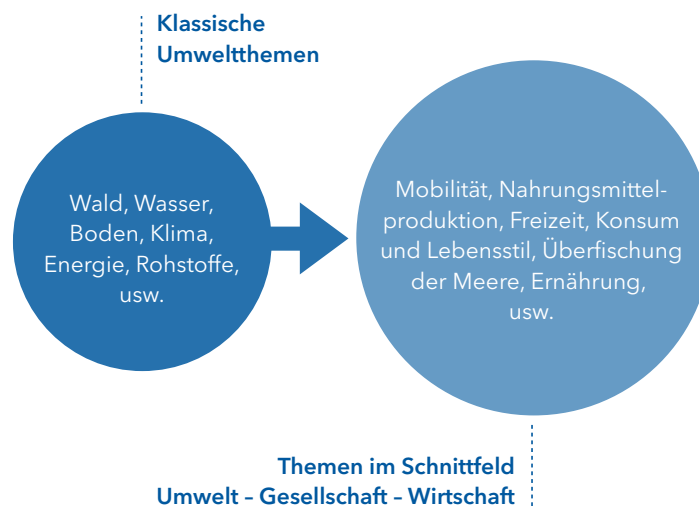 Klassische
Umweltthemen
Wald, Wasser,
Boden, Klima,
Energie, Rohstoffe,
usw.
Mobilität, Nahrungsmittel-
produktion, Freizeit, Konsum
und Lebensstil, Überfischung
der Meere, Ernährung,
usw.
Themen im Schnittfeld
Umwelt – Gesellschaft – Wirtschaft